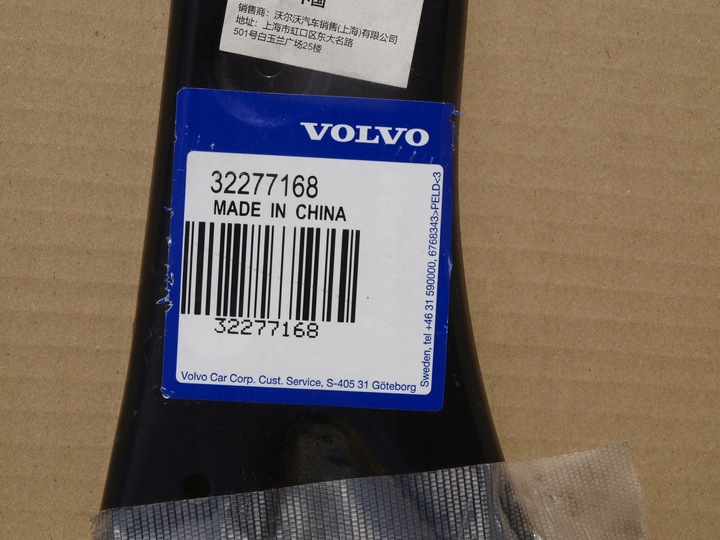 中国
销售商：沃尔沃汽车销售(上海)有限公司
地址：上海市虹口区东大名路
501号白玉兰广场25楼
VOLVO
32277168
MADE IN CHINA
32277168
Volvo Car Corp. Cust. Service, S-405 31 Göteborg
Sweden, tel +46 31 590000, 6768343>PELD<3